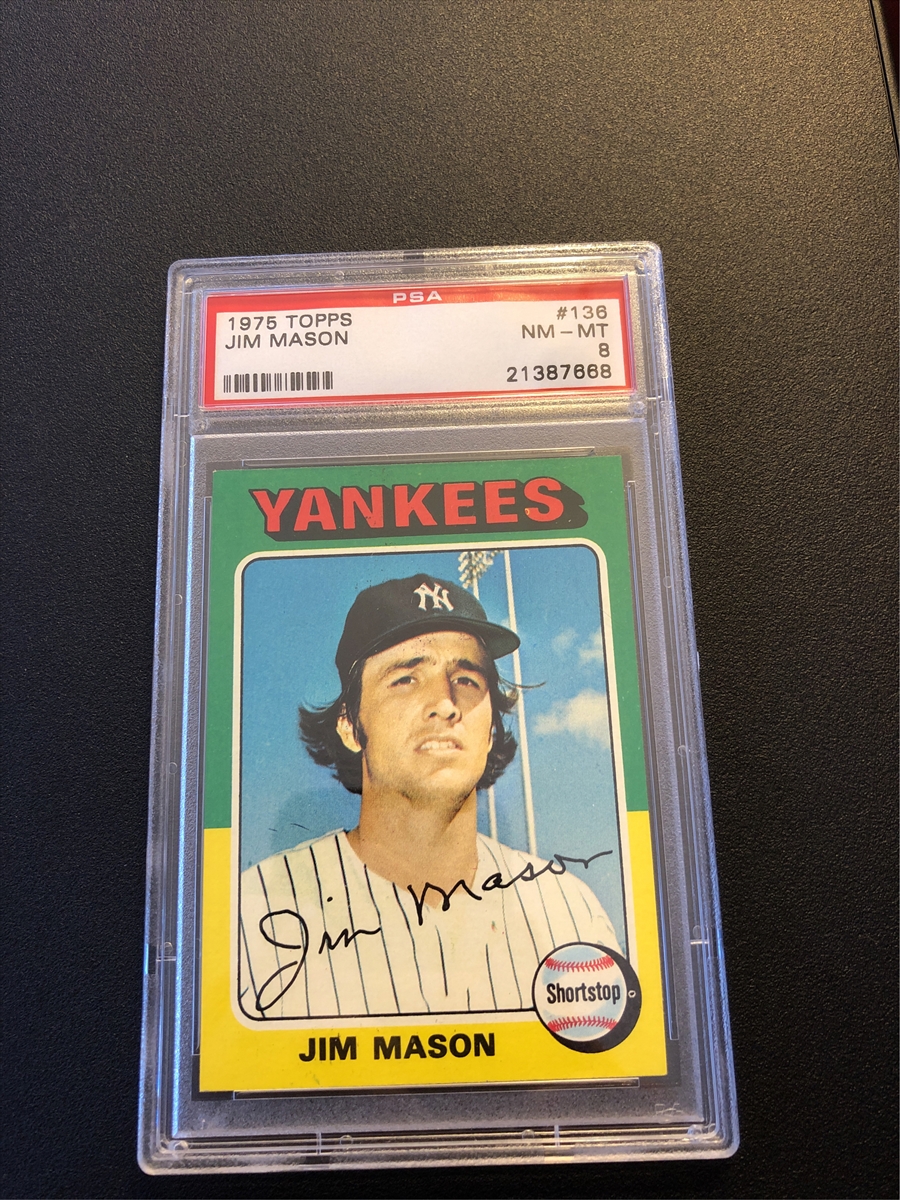 PSA
1975 TOPPS #136
JIM MASON NM - MT
8
21387668
YANKEES
NY
Jim Mason
Shortstop
JIM MASON